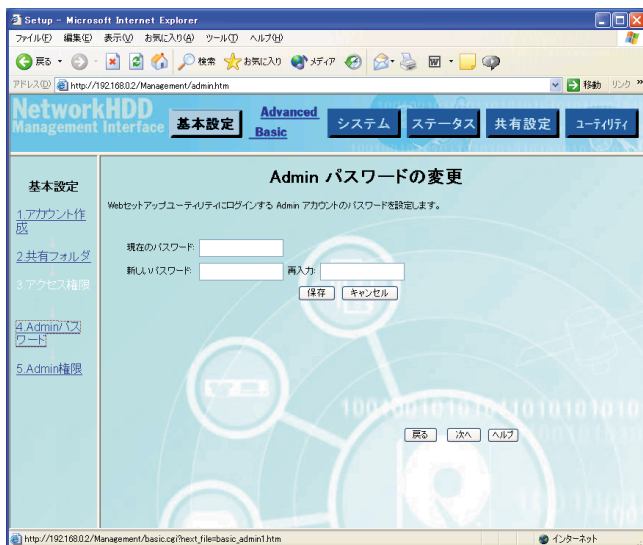 Setup - Microsoft Internet Explorer
ファイル(F) 編集(E) 表示(V) お気に入り(A) ツール(T) ヘルプ(H)
戻る 検索 お気に入り メディア
アドレス(D) http://192.168.0.2/Management/admin.htm 移動 リンク »
NetworkHDD
Management Interface
基本設定
Advanced
Basic
システム ステータス 共有設定 ユーティリティ
基本設定
1.アカウント作
成
2.共有フォルダ
3.アクセス権限
4.Adminパス
ワード
5.Admin権限
Admin パスワードの変更
Webセットアップユーティリティにログインする Admin アカウントのパスワードを設定します。
現在のパスワード:
新しいパスワード: 再入力:
保存 キャンセル
戻る 次へ ヘルプ
http://192.168.0.2/Management/basic.cgi?next_file=basic_admin1.htm インターネット